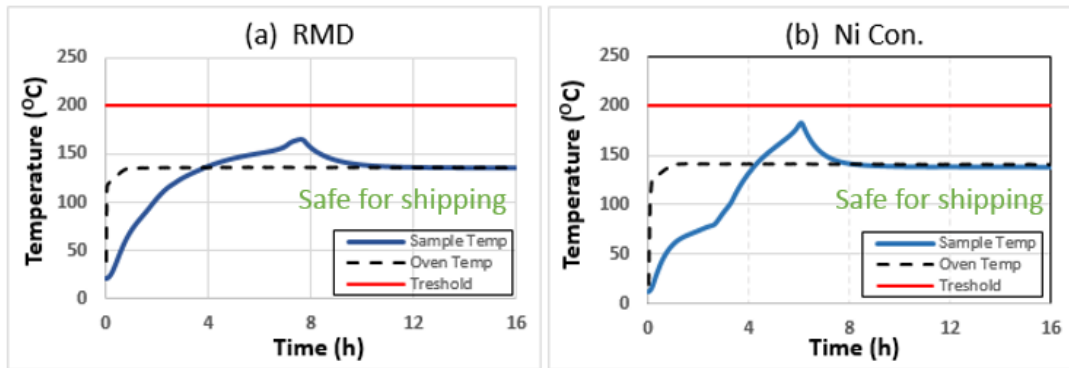 (a) RMD
250
200
150
100
50
0
Temperature (⁰C)
Safe for shipping
Sample Temp
Oven Temp
Treshold
0 4 8 12 16
Time (h)
(b) Ni Con.
250
200
150
100
50
0
Temperature (⁰C)
Safe for shipping
Sample Temp
Oven Temp
Treshold
0 4 8 12 16
Time (h)